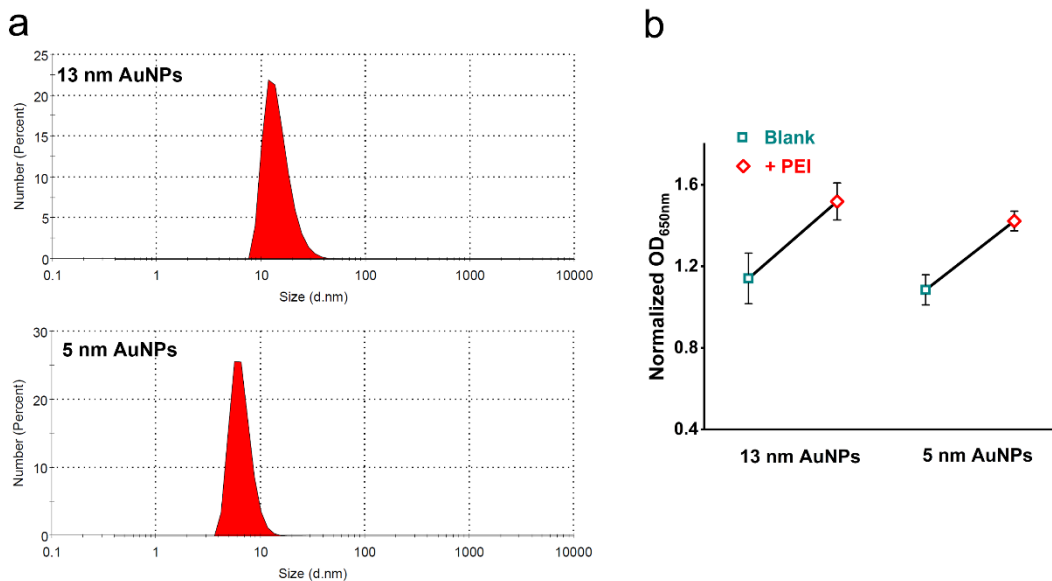 a
25
20
15
10
5
0
Number (Percent)
13 nm AuNPs
0.1 1 10 100 1000 10000
Size (d.nm)
30
20
10
0
Number (Percent)
5 nm AuNPs
0.1 1 10 100 1000 10000
Size (d.nm)
b
Blank
+ PEI
1.6
1.2
0.8
0.4
Normalized OD650nm
13 nm AuNPs 5 nm AuNPs